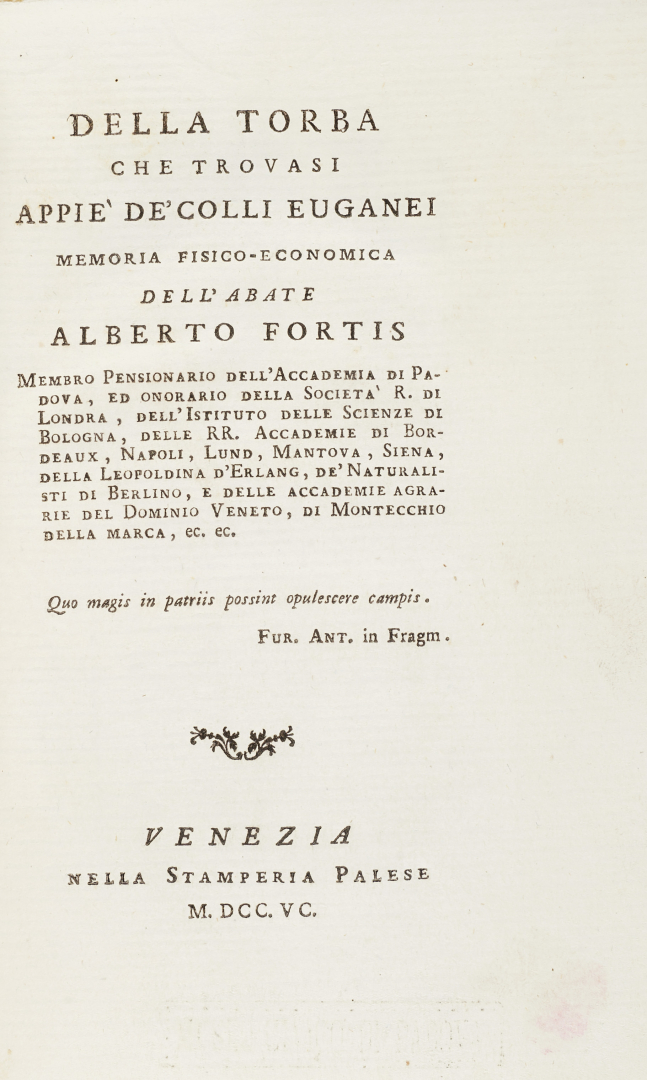 DELLA TORBA
CHE TROVASI
APPIE' DE' COLLI EUGANEI
MEMORIA FISICO-ECONOMICA
DELL' ABATE
ALBERTO FORTIS
MEMBRO PENSIONARIO DELL'ACCADEMIA DI PA-
DOVA, ED ONORARIO DELLA SOCIETA' R. DI
LONDRA, DELL'ISTITUTO DELLE SCIENZE DI
BOLOGNA, DELLE RR. ACCADEMIE DI BOR-
DEAUX, NAPOLI, LUND, MANTOVA, SIENA,
DELLA LEOPOLDINA D'ERLANG, DE' NATURALI-
STI DI BERLINO, E DELLE ACCADEMIE AGRA-
RIE DEL DOMINIO VENETO, DI MONTECCHIO
DELLA MARCA, ec. ec.
Quo magis in patriis possint opulescere campis.
FUR. ANT. in Fragm.
VENEZIA
NELLA STAMPERIA PALESE
M. DCC. VC.